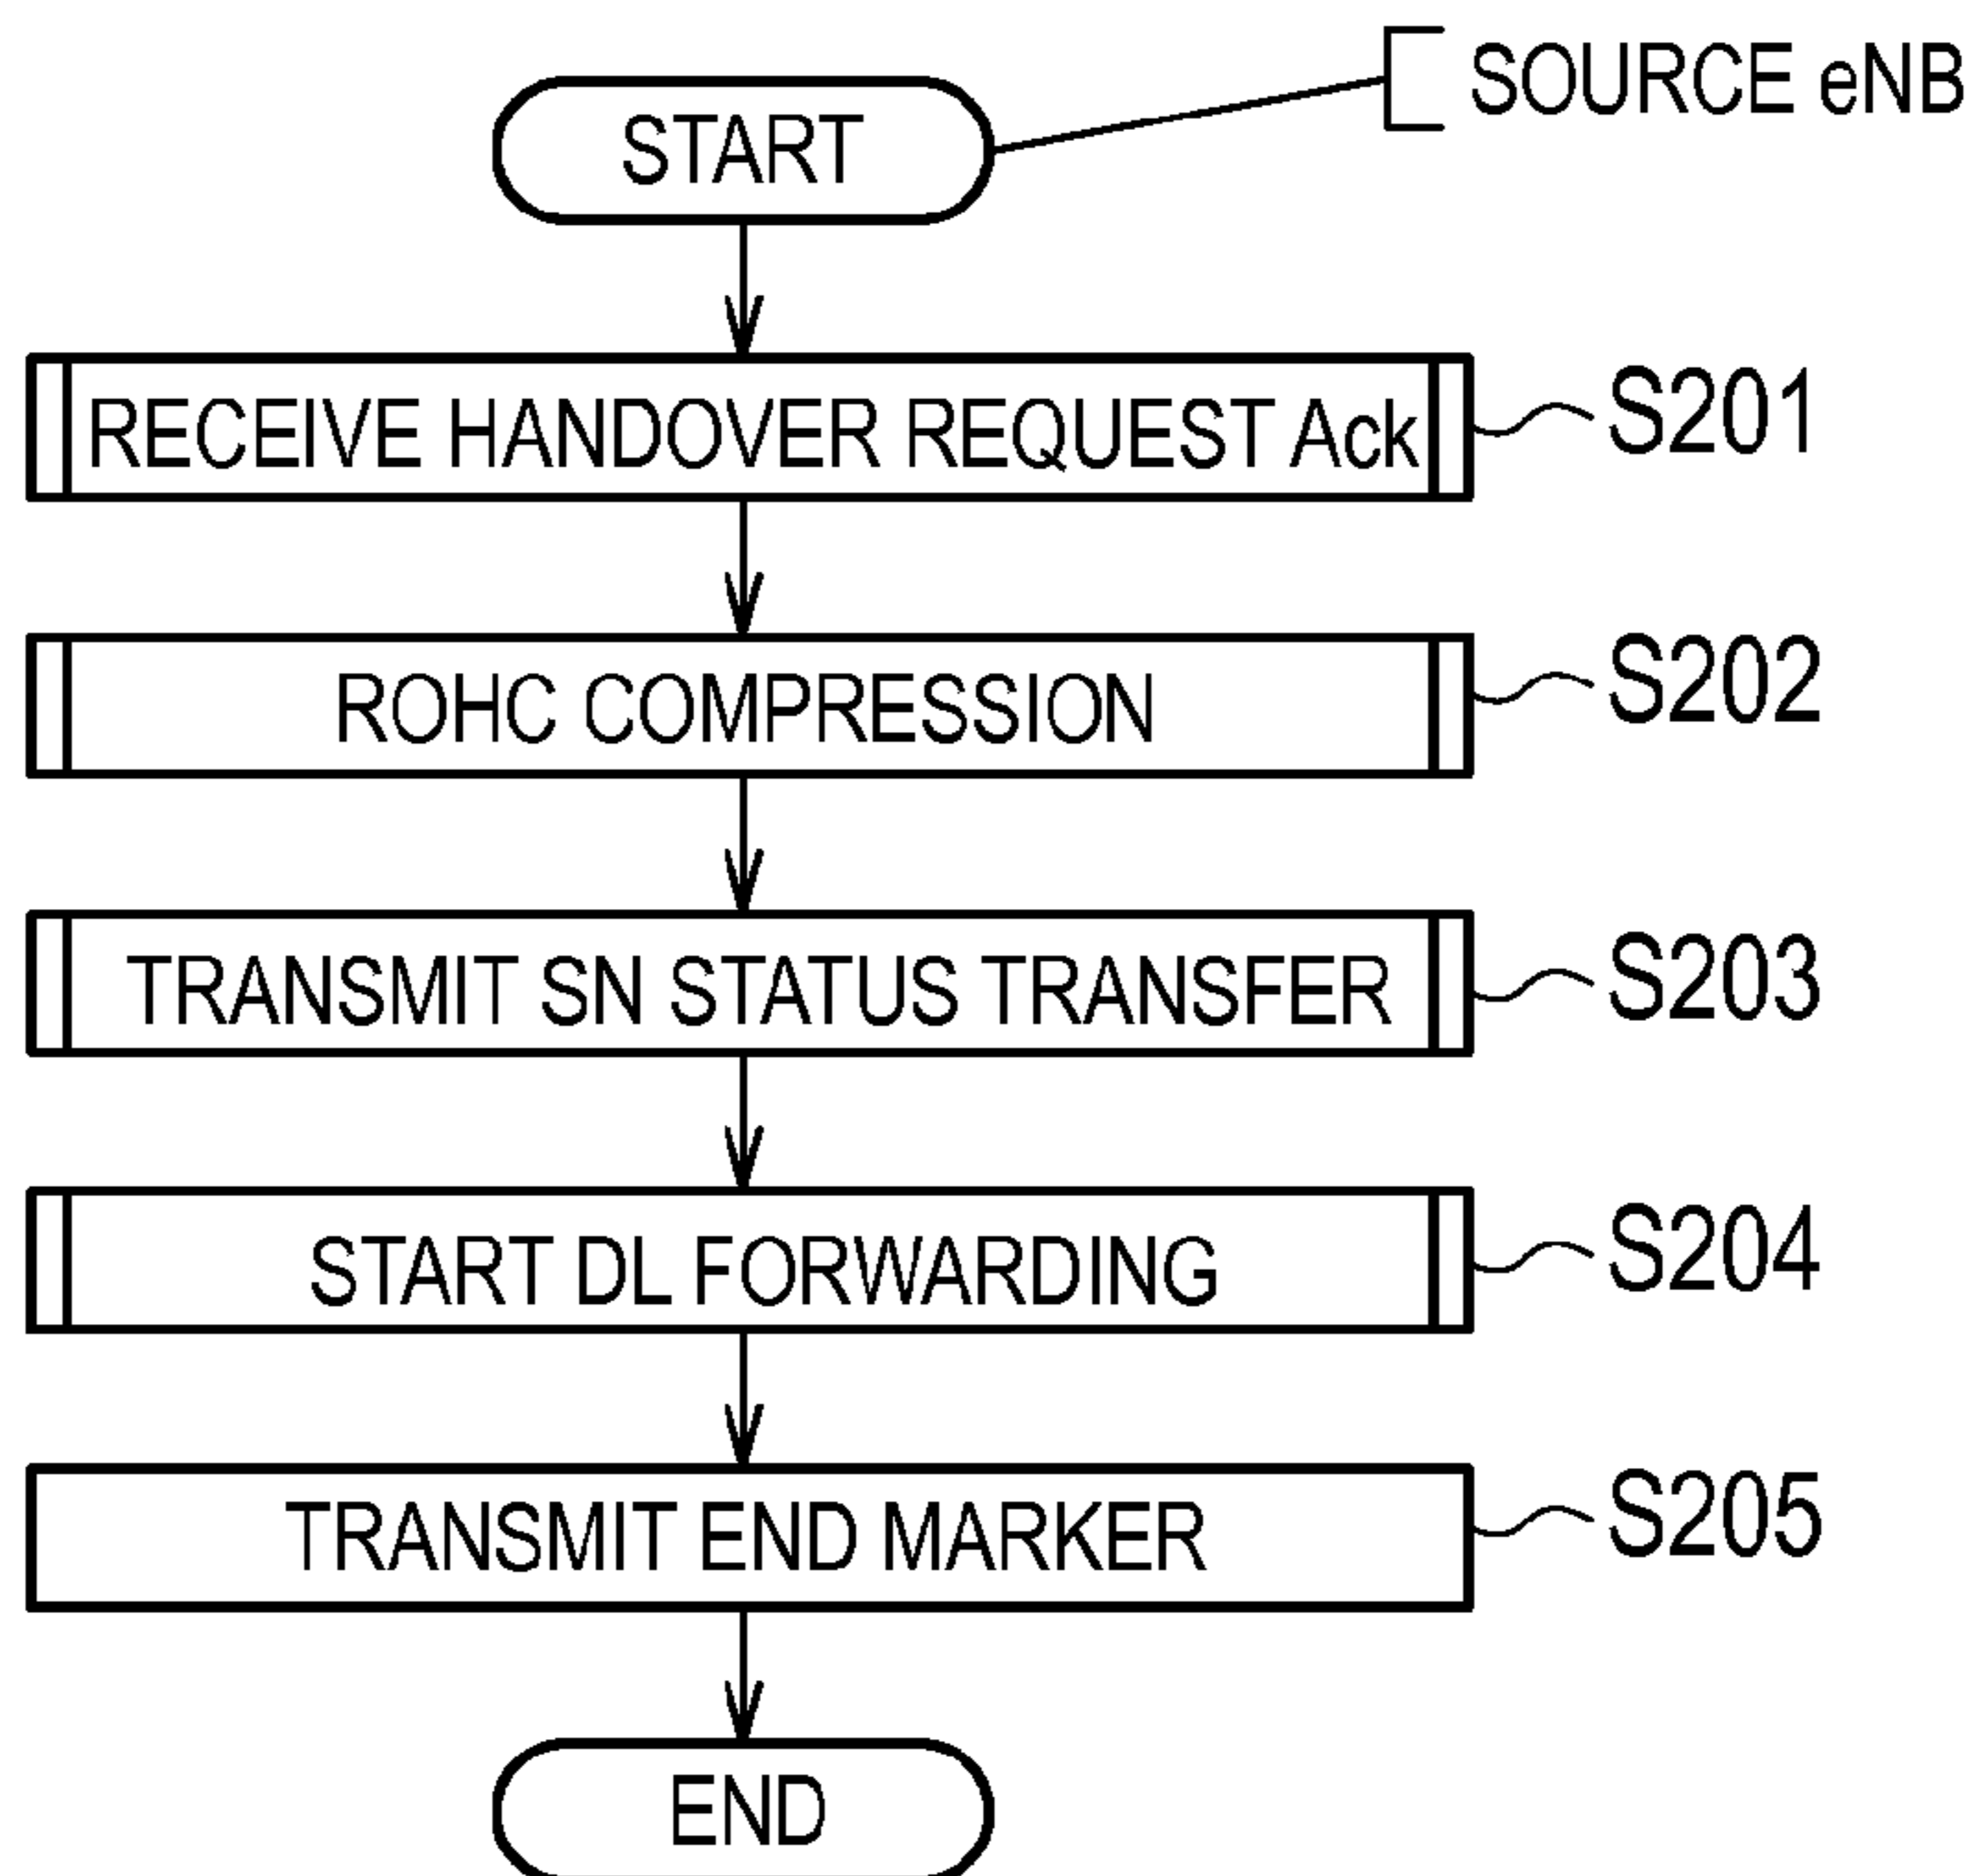 SOURCE eNB
START
RECEIVE HANDOVER REQUEST Ack
S201
ROHC COMPRESSION
S202
TRANSMIT SN STATUS TRANSFER
S203
START DL FORWARDING
S204
TRANSMIT END MARKER
S205
END